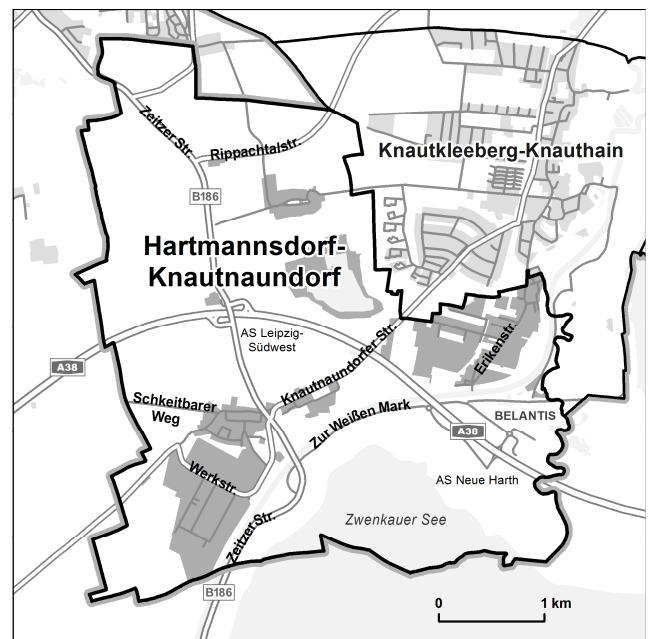 Zeitzer Str.
Rippachtalstr.
Knautkleeberg-Knauthain
B186
Hartmannsdorf-
Knautnaundorf
AS Leipzig-
Südwest
A38
Knautnaundorfer Str.
Erikenstr.
Schkeitbarer
Weg
Zur Weißen Mark
BELANTIS
A38
AS Neue Harth
Werkstr.
Zeitzer Str.
Zwenkauer See
B186
0 1 km